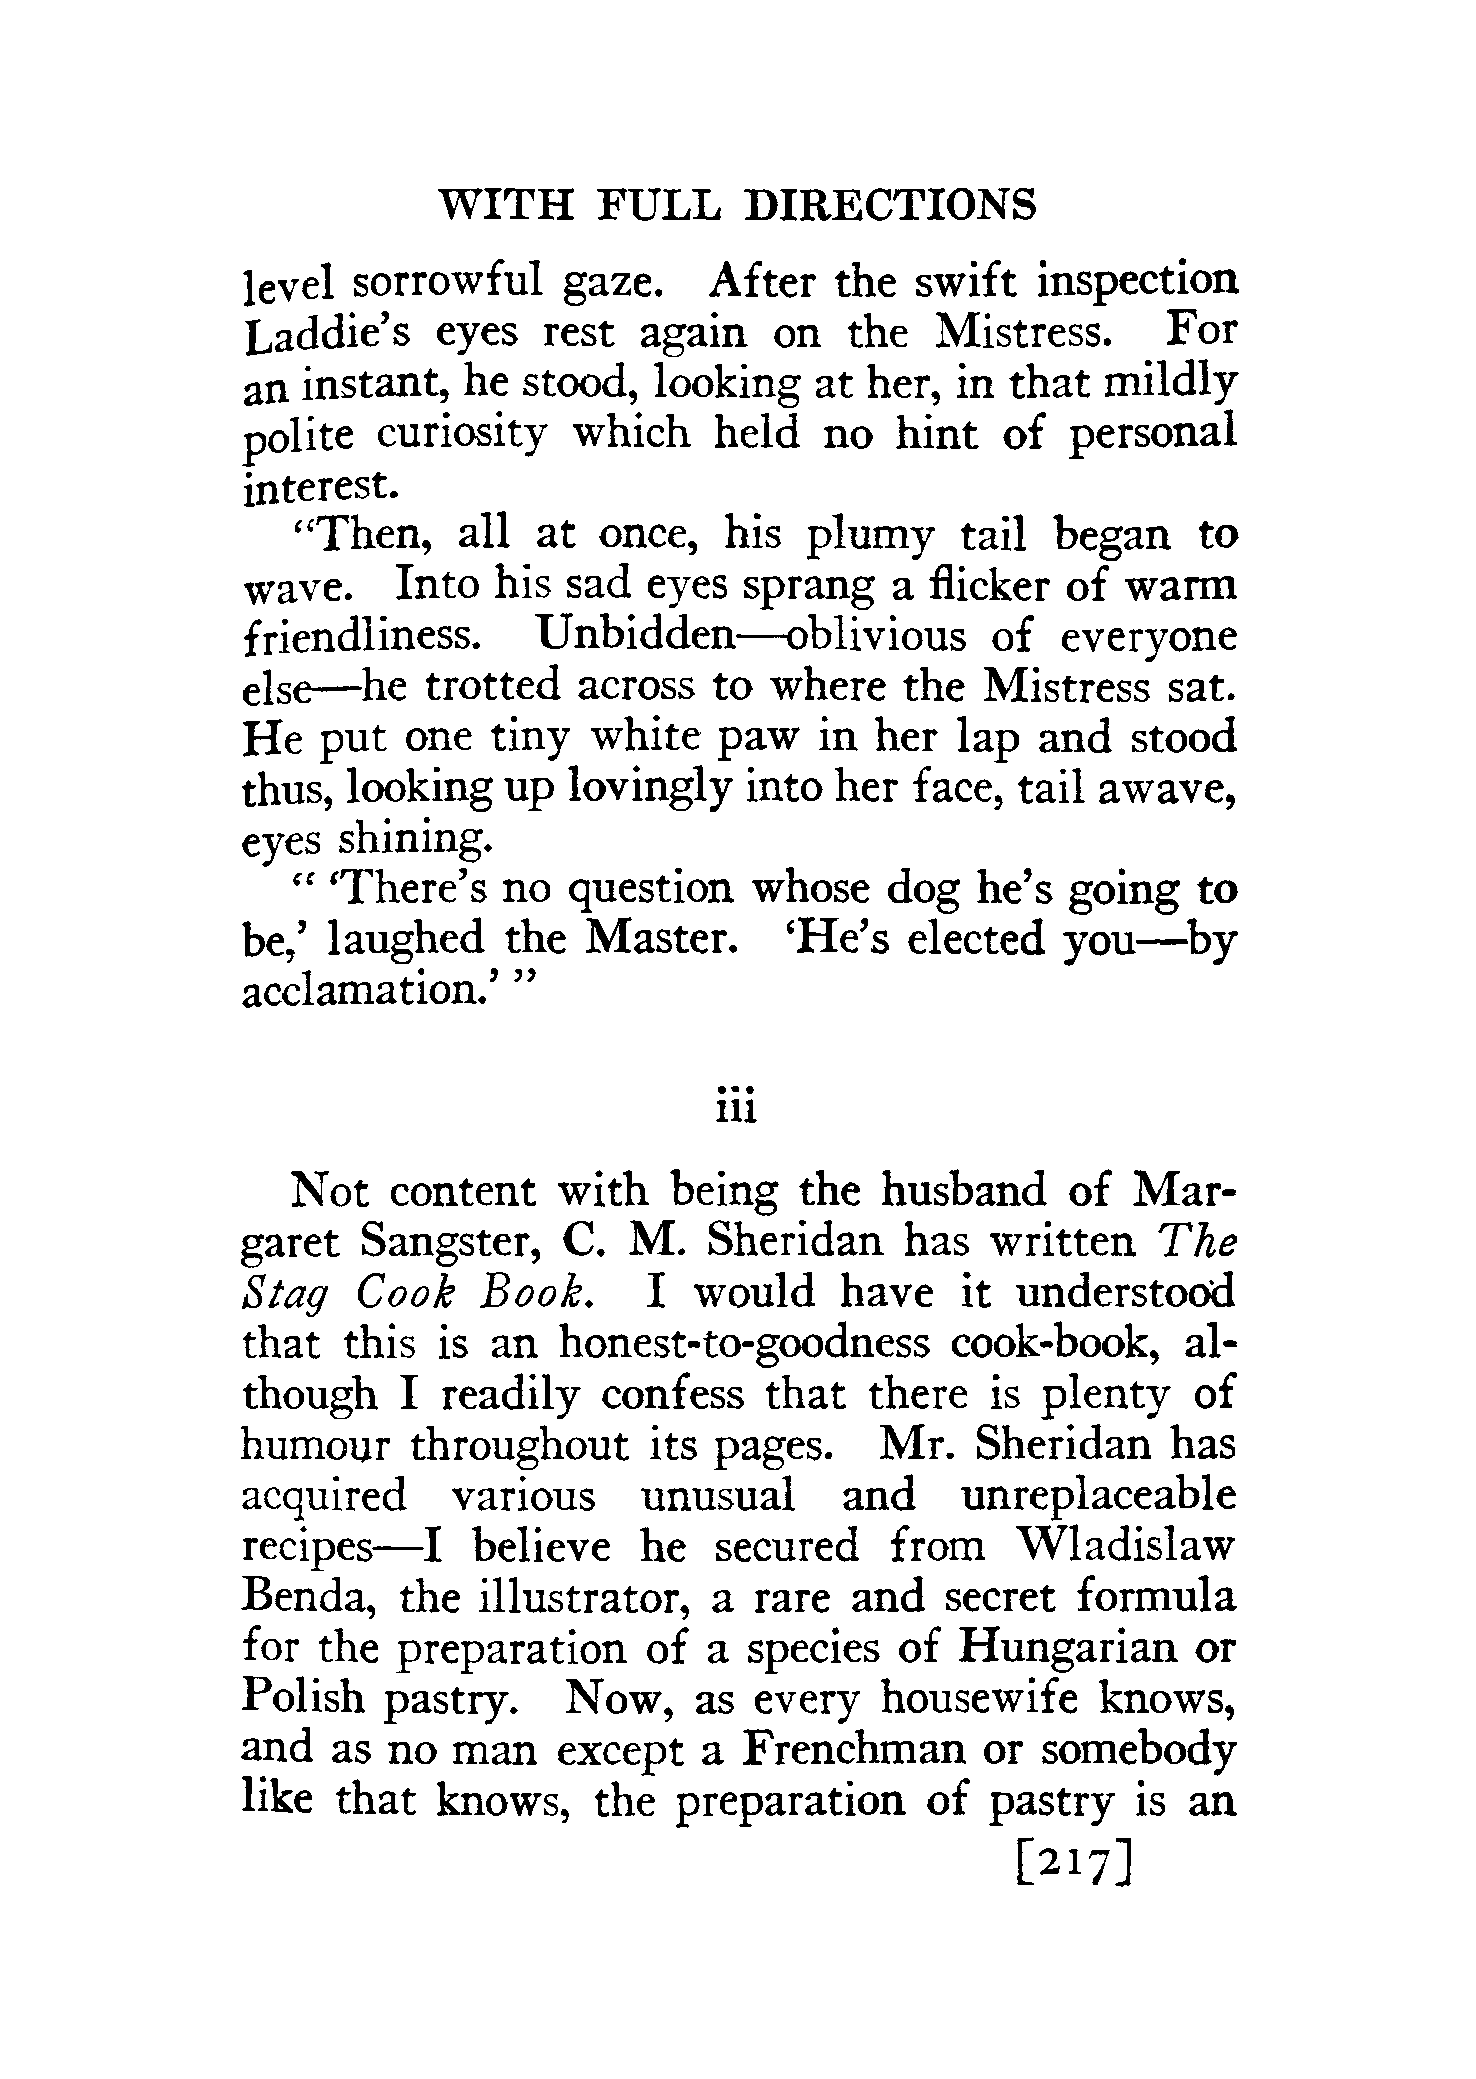 WITH FULL DIRECTIONS
level sorrowful gaze. After the swift inspection
Laddie's eyes rest again on the Mistress. For
an instant, he stood, looking at her, in that mildly
polite curiosity which held no hint of personal
interest.
"Then, all at once, his plumy tail began to
wave. Into his sad eyes sprang a flicker of warm
friendliness. Unbidden—oblivious of everyone
else—he trotted across to where the Mistress sat.
He put one tiny white paw in her lap and stood
thus, looking up lovingly into her face, tail awave,
eyes shining.
" 'There's no question whose dog he's going to
be,' laughed the Master. 'He's elected you—by
acclamation.' "
iii
Not content with being the husband of Mar-
garet Sangster, C. M. Sheridan has written The
Stag Cook Book. I would have it understood
that this is an honest-to-goodness cook-book, al-
though I readily confess that there is plenty of
humour throughout its pages. Mr. Sheridan has
acquired various unusual and unreplaceable
recipes—I believe he secured from Wladislaw
Benda, the illustrator, a rare and secret formula
for the preparation of a species of Hungarian or
Polish pastry. Now, as every housewife knows,
and as no man except a Frenchman or somebody
like that knows, the preparation of pastry is an
[217]